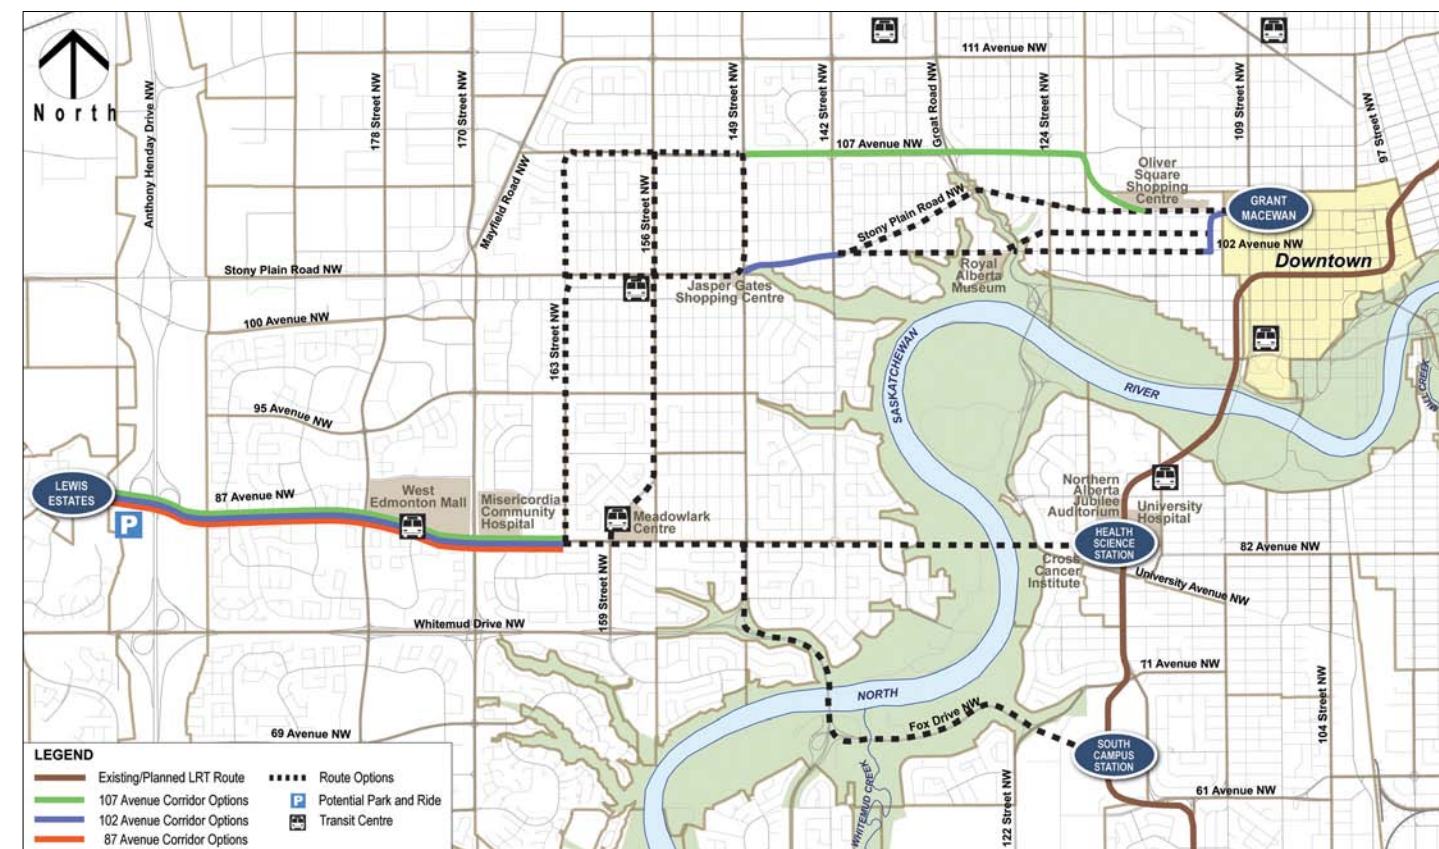 North
111 Avenue NW
Anthony Henday Drive NW
178 Street NW
170 Street NW
149 Street NW
142 Street NW
Groat Road NW
124 Street NW
109 Street NW
97 Street NW
107 Avenue NW
Mayfield Road NW
156 Street NW
Stony Plain Road NW
Oliver
Square
Shopping
Centre
GRANT
MACEWAN
102 Avenue NW
Downtown
Stony Plain Road NW
Jasper Gates
Shopping Centre
Royal
Alberta
Museum
100 Avenue NW
163 Street NW
SASKATCHEWAN
RIVER
MILL CREEK
95 Avenue NW
LEWIS
ESTATES
P
87 Avenue NW
West
Edmonton Mall
Misericordia
Community
Hospital
Meadowlark
Centre
Northern
Alberta
Jubilee
Auditorium
University
Hospital
HEALTH
SCIENCE
STATION
82 Avenue NW
Cross
Cancer
Institute
University Avenue NW
159 Street NW
Whitemud Drive NW
71 Avenue NW
NORTH
Fox Drive NW
104 Street NW
69 Avenue NW
SOUTH
CAMPUS
STATION
61 Avenue NW
WHITEMUD CREEK
122 Street NW
LEGEND
Existing/Planned LRT Route
107 Avenue Corridor Options
102 Avenue Corridor Options
87 Avenue Corridor Options
Route Options
P Potential Park and Ride
Transit Centre